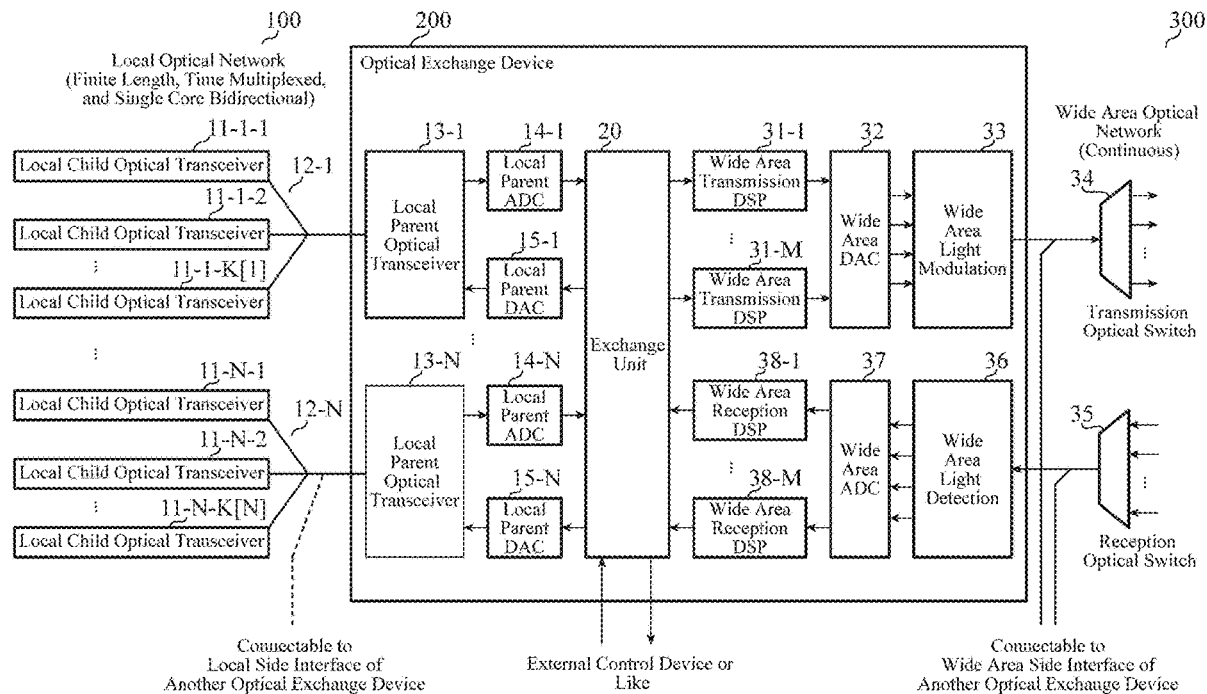 100
200
300
Local Optical Network
(Finite Length, Time Multiplexed,
and Single Core Bidirectional)
Optical Exchange Device
Wide Area Optical
Network
(Continuous)
11-1-1
Local Child Optical Transceiver
12-1
11-1-2
Local Child Optical Transceiver
⋮
11-1-K[1]
Local Child Optical Transceiver
⋮
11-N-1
Local Child Optical Transceiver
12-N
11-N-2
Local Child Optical Transceiver
⋮
11-N-K[N]
Local Child Optical Transceiver
13-1
Local
Parent
Optical
Transceiver
14-1
Local
Parent
ADC
15-1
Local
Parent
DAC
⋮
13-N
Local
Parent
Optical
Transceiver
14-N
Local
Parent
ADC
15-N
Local
Parent
DAC
20
Exchange
Unit
31-1
Wide Area
Transmission
DSP
⋮
31-M
Wide Area
Transmission
DSP
32
Wide
Area
DAC
33
Wide
Area
Light
Modulation
34
⋮
Transmission
Optical Switch
38-1
Wide Area
Reception
DSP
⋮
38-M
Wide Area
Reception
DSP
37
Wide
Area
ADC
36
Wide
Area
Light
Detection
35
⋮
Reception
Optical Switch
Connectable to
Local Side Interface of
Another Optical Exchange Device
External Control Device or
Like
Connectable to
Wide Area Side Interface of
Another Optical Exchange Device